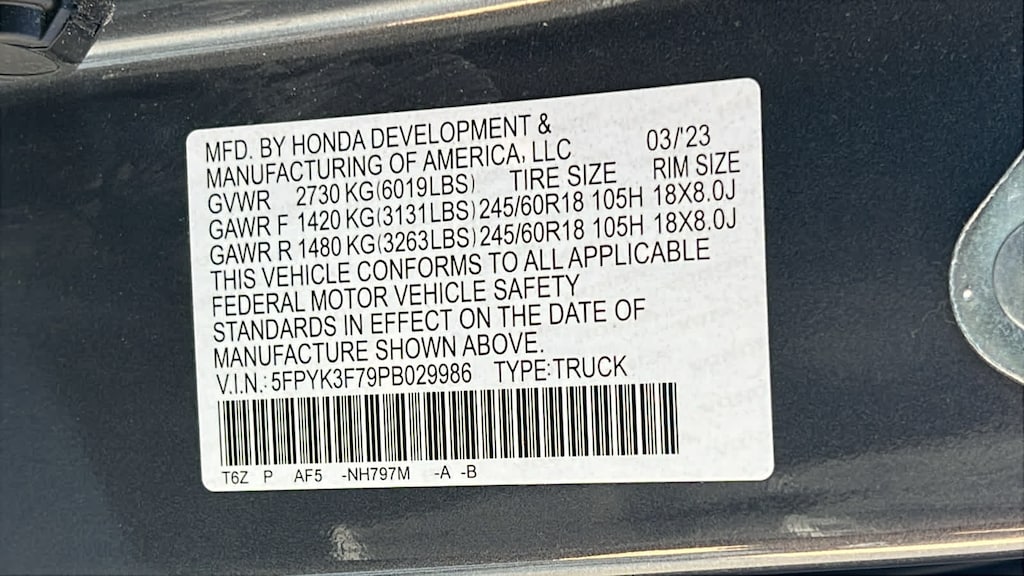 MFD. BY HONDA DEVELOPMENT &
MANUFACTURING OF AMERICA, LLC 03/'23
GVWR 2730 KG(6019LBS) TIRE SIZE RIM SIZE
GAWR F 1420 KG(3131LBS) 245/60R18 105H 18X8.0J
GAWR R 1480 KG(3263LBS) 245/60R18 105H 18X8.0J
THIS VEHICLE CONFORMS TO ALL APPLICABLE
FEDERAL MOTOR VEHICLE SAFETY
STANDARDS IN EFFECT ON THE DATE OF
MANUFACTURE SHOWN ABOVE.
V.I.N.: 5FPYK3F79PB029986 TYPE:TRUCK
T6Z P AF5 -NH797M -A -B